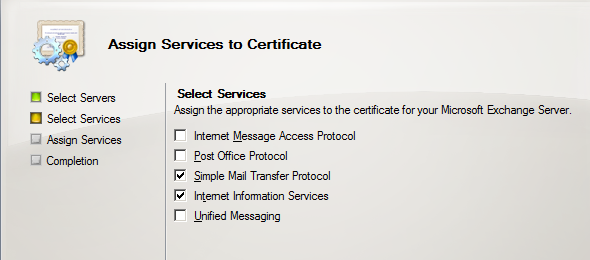 Assign Services to Certificate
Select Servers
Select Services
Assign Services
Completion
Select Services
Assign the appropriate services to the certificate for your Microsoft Exchange Server.
Internet Message Access Protocol
Post Office Protocol
Simple Mail Transfer Protocol
Internet Information Services
Unified Messaging